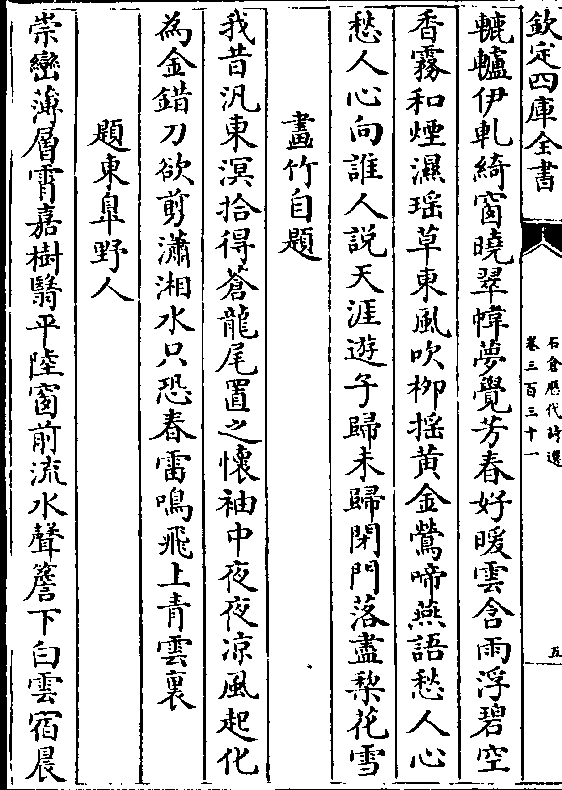 欽定四庫全書
石倉歷代詩選
卷三百三十一
五
轆轤伊軋綺窗曉翠幃夢覺芳春好暖雲含雨浮碧空
香霧和煙濕瑶草東風吹柳揺黄金鶯啼燕語愁人心
愁人心向誰人説天涯遊子歸未歸閉門落盡梨花雪
畫竹自題
我昔汎東溟拾得蒼龍尾置之懷袖中夜夜凉風起化
為金錯刀欲剪瀟湘水只恐春雷鳴飛上青雲裏
題東臯野人
崇巒薄層霄嘉樹翳平陸窗前流水聲簷下白雲宿晨